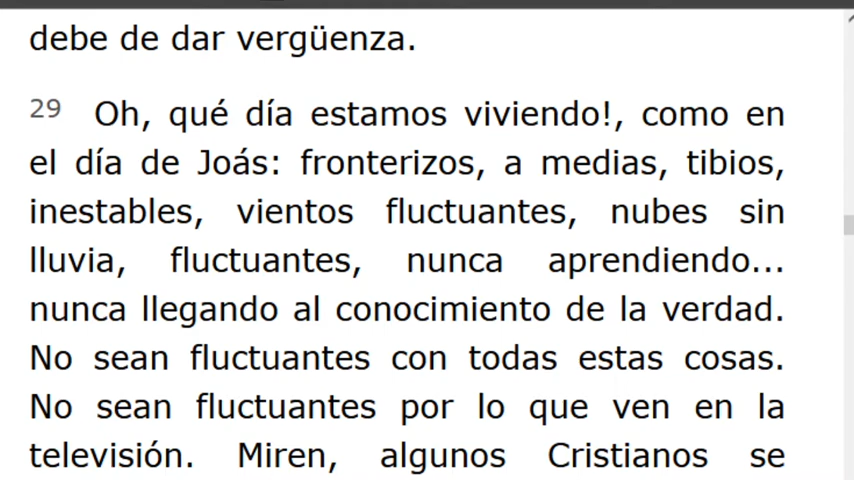 debe de dar vergüenza.
29 Oh, qué día estamos viviendo!, como en
el día de Joás: fronterizos, a medias, tibios,
inestables, vientos fluctuantes, nubes sin
lluvia, fluctuantes, nunca aprendiendo...
nunca llegando al conocimiento de la verdad.
No sean fluctuantes con todas estas cosas.
No sean fluctuantes por lo que ven en la
televisión. Miren, algunos Cristianos se